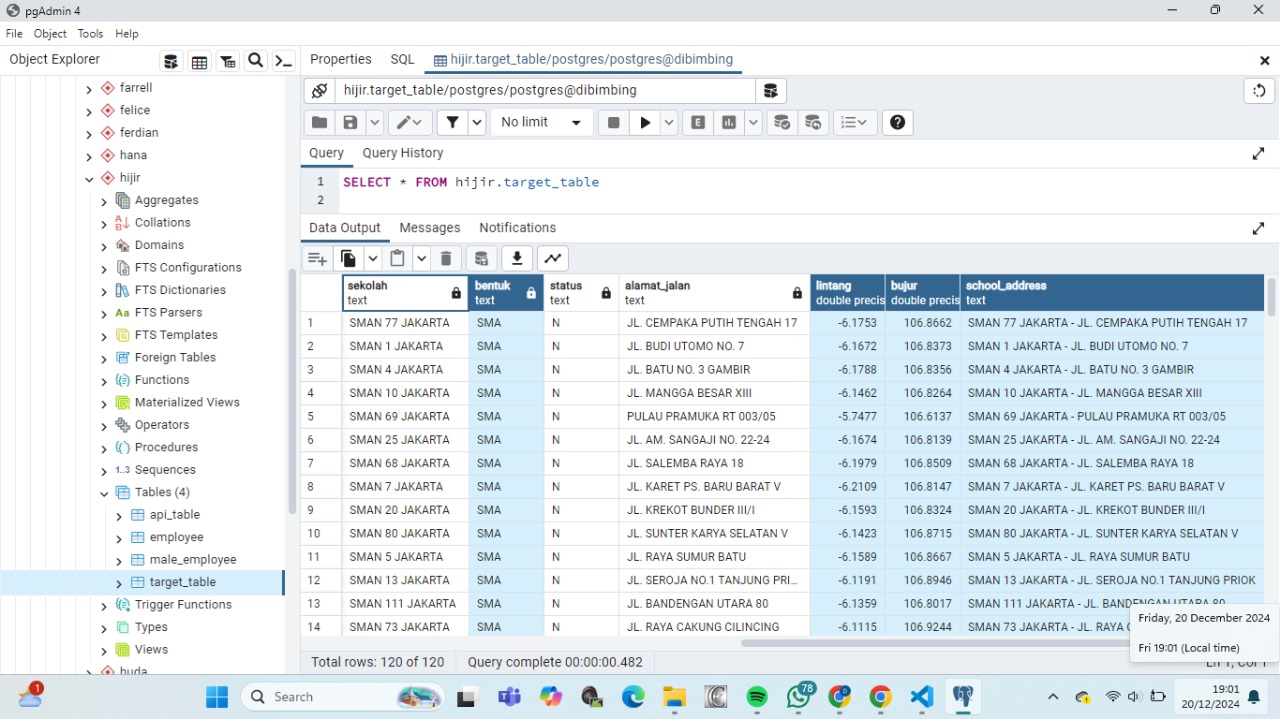 pgAdmin 4
File Object Tools Help
Object Explorer
Properties SQL hijir.target_table/postgres/postgres@dibimbing
hijir.target_table/postgres/postgres@dibimbing
No limit
E
Query Query History
1 SELECT * FROM hijir.target_table
2
Data Output Messages Notifications
farrell
felice
ferdian
hana
hijir
Aggregates
Collations
Domains
FTS Configurations
FTS Dictionaries
FTS Parsers
FTS Templates
Foreign Tables
Functions
Materialized Views
Operators
Procedures
1..3 Sequences
Tables (4)
api_table
employee
male_employee
target_table
Trigger Functions
Types
Views
huda
sekolah bentuk status alamat_jalan lintang bujur school_address
text text text text double precis double precis text
1 SMAN 77 JAKARTA SMA N JL. CEMPAKA PUTIH TENGAH 17 -6.1753 106.8662 SMAN 77 JAKARTA - JL. CEMPAKA PUTIH TENGAH 17
2 SMAN 1 JAKARTA SMA N JL. BUDI UTOMO NO. 7 -6.1672 106.8373 SMAN 1 JAKARTA - JL. BUDI UTOMO NO. 7
3 SMAN 4 JAKARTA SMA N JL. BATU NO. 3 GAMBIR -6.1788 106.8356 SMAN 4 JAKARTA - JL. BATU NO. 3 GAMBIR
4 SMAN 10 JAKARTA SMA N JL. MANGGA BESAR XIII -6.1462 106.8264 SMAN 10 JAKARTA - JL. MANGGA BESAR XIII
5 SMAN 69 JAKARTA SMA N PULAU PRAMUKA RT 003/05 -5.7477 106.6137 SMAN 69 JAKARTA - PULAU PRAMUKA RT 003/05
6 SMAN 25 JAKARTA SMA N JL. AM. SANGAJI NO. 22-24 -6.1674 106.8139 SMAN 25 JAKARTA - JL. AM. SANGAJI NO. 22-24
7 SMAN 68 JAKARTA SMA N JL. SALEMBA RAYA 18 -6.1979 106.8509 SMAN 68 JAKARTA - JL. SALEMBA RAYA 18
8 SMAN 7 JAKARTA SMA N JL. KARET PS. BARU BARAT V -6.2109 106.8147 SMAN 7 JAKARTA - JL. KARET PS. BARU BARAT V
9 SMAN 20 JAKARTA SMA N JL. KREKOT BUNDER III/I -6.1593 106.8324 SMAN 20 JAKARTA - JL. KREKOT BUNDER III/I
10 SMAN 80 JAKARTA SMA N JL. SUNTER KARYA SELATAN V -6.1423 106.8715 SMAN 80 JAKARTA - JL. SUNTER KARYA SELATAN V
11 SMAN 5 JAKARTA SMA N JL. RAYA SUMUR BATU -6.1589 106.8667 SMAN 5 JAKARTA - JL. RAYA SUMUR BATU
12 SMAN 13 JAKARTA SMA N JL. SEROJA NO.1 TANJUNG PRI... -6.1191 106.8946 SMAN 13 JAKARTA - JL. SEROJA NO.1 TANJUNG PRIOK
13 SMAN 111 JAKARTA SMA N JL. BANDENGAN UTARA 80 -6.1359 106.8017 SMAN 111 JAKARTA - JL. BANDENGAN UTARA 80
14 SMAN 73 JAKARTA SMA N JL. RAYA CAKUNG CILINCING -6.1115 106.9244 SMAN 73 JAKARTA - JL. RAYA
Friday, 20 December 2024
Fri 19:01 (Local time)
Total rows: 120 of 120 Query complete 00:00:00.482
1
Search
78
19:01
20/12/2024